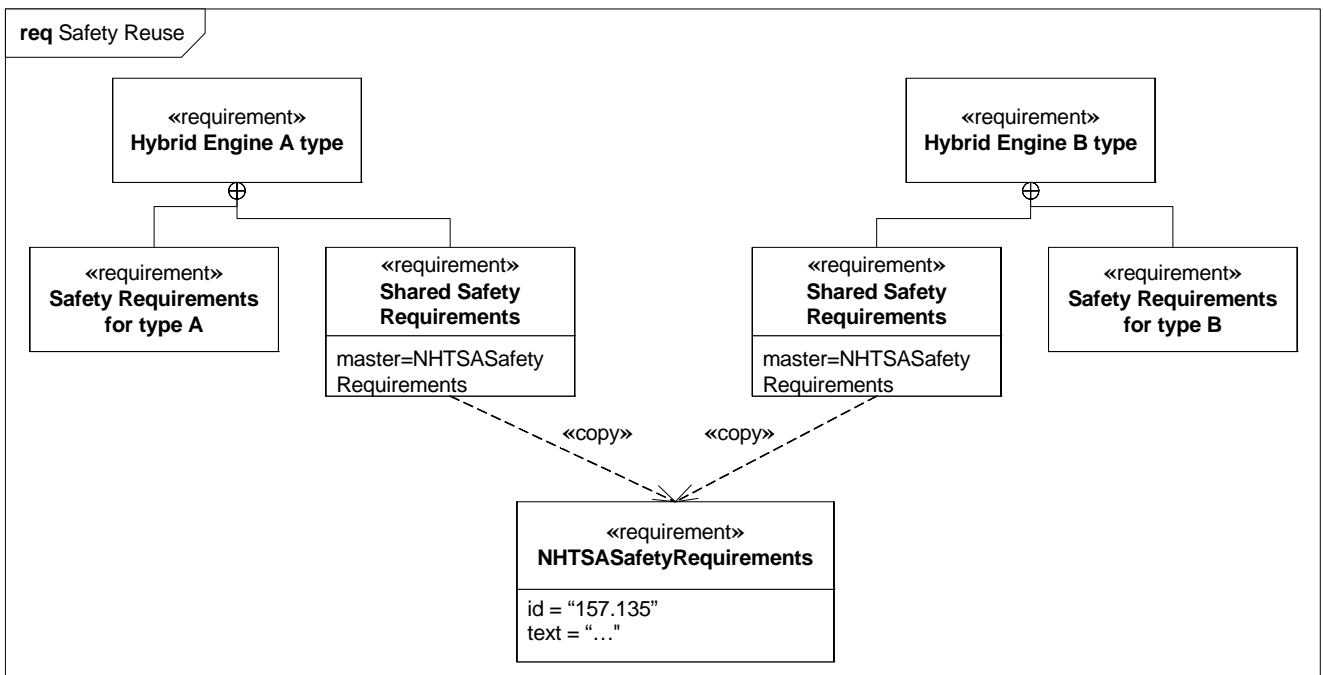 req Safety Reuse
«requirement»
Hybrid Engine A type
«requirement»
Hybrid Engine B type
«requirement»
Safety Requirements
for type A
«requirement»
Shared Safety
Requirements
master=NHTSASafety
Requirements
«requirement»
Shared Safety
Requirements
master=NHTSASafety
Requirements
«requirement»
Safety Requirements
for type B
«copy»
«copy»
«requirement»
NHTSASafetyRequirements
id = “157.135”
text = “…"